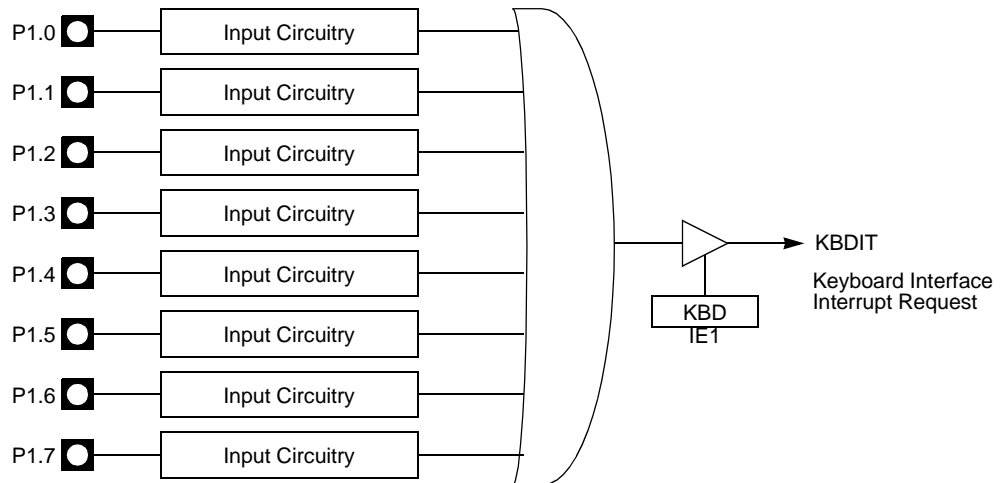 P1.0 Input Circuitry
P1.1 Input Circuitry
P1.2 Input Circuitry
P1.3 Input Circuitry
P1.4 Input Circuitry
P1.5 Input Circuitry
P1.6 Input Circuitry
P1.7 Input Circuitry
KBDIT
Keyboard Interface
Interrupt Request
KBD
IE1